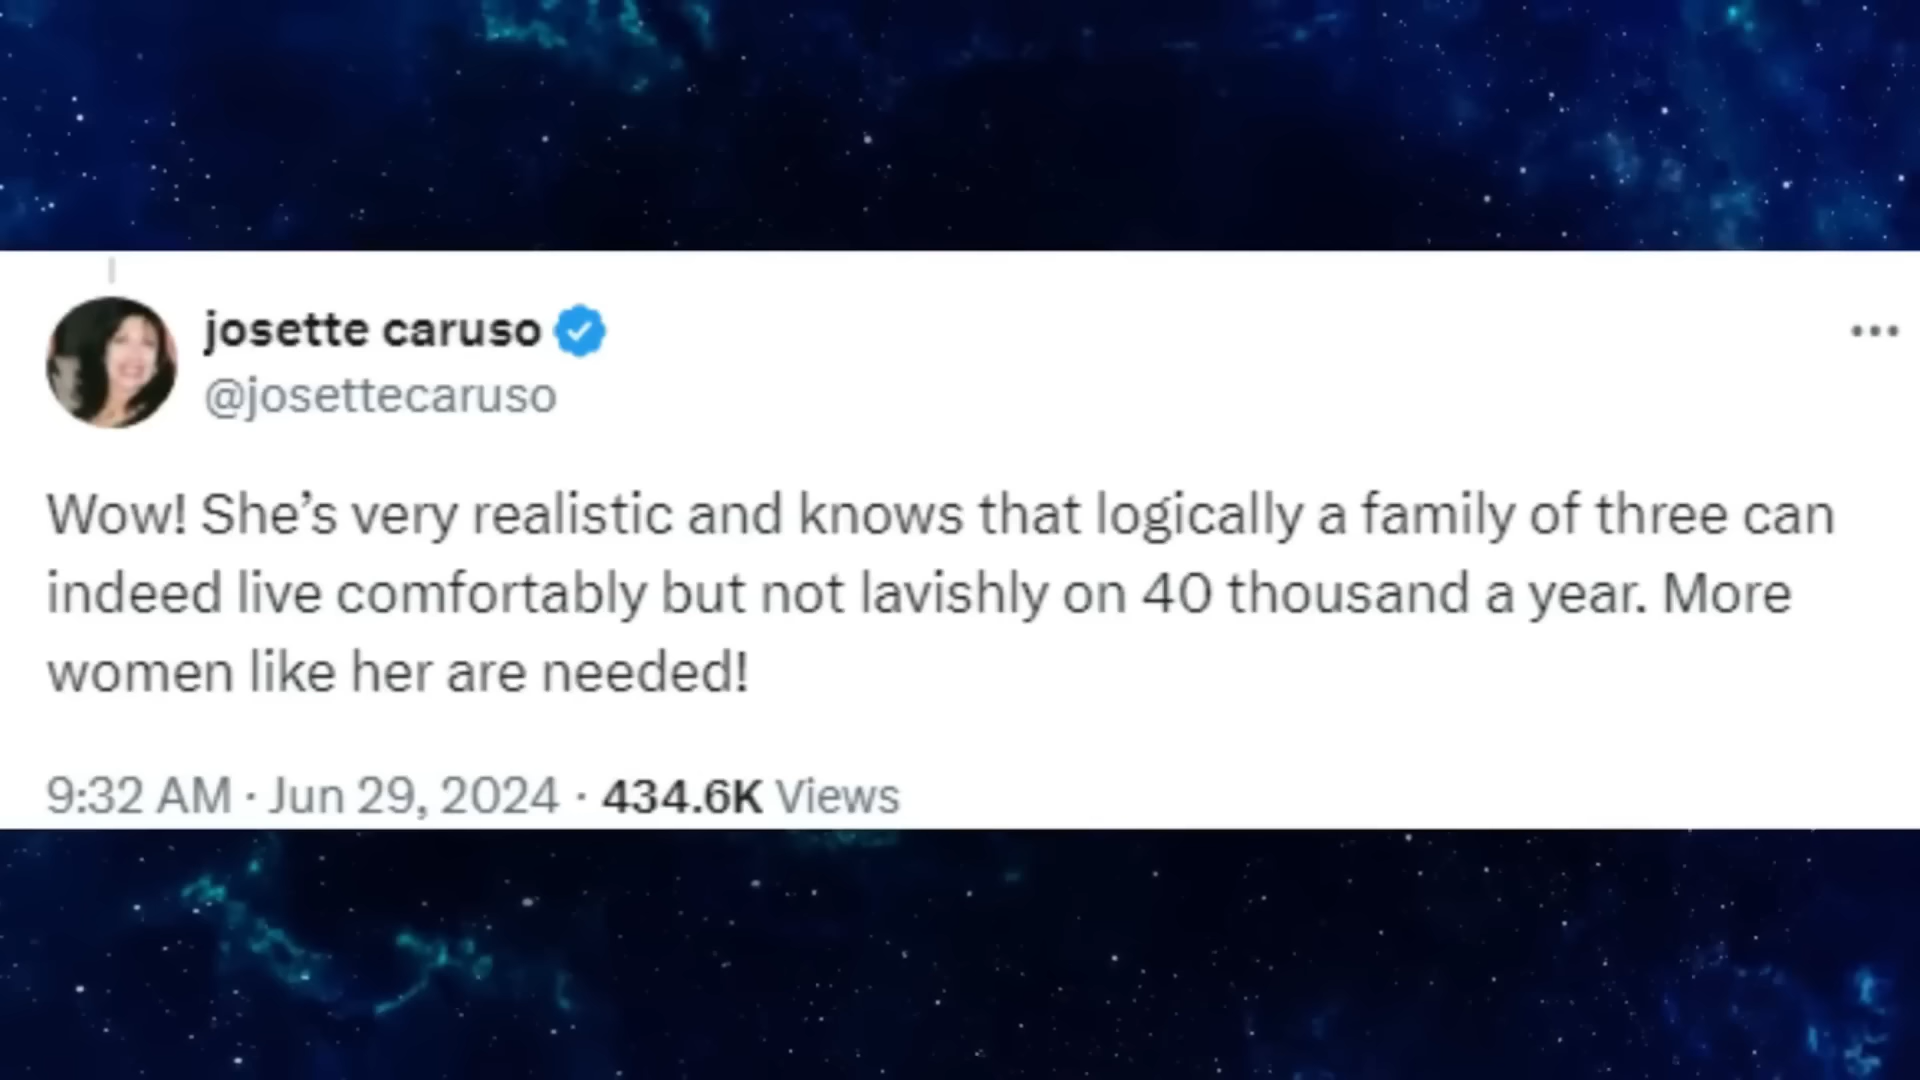 josette caruso
@josettecaruso
Wow! She’s very realistic and knows that logically a family of three can
indeed live comfortably but not lavishly on 40 thousand a year. More
women like her are needed!
9:32 AM · Jun 29, 2024 · 434.6K Views